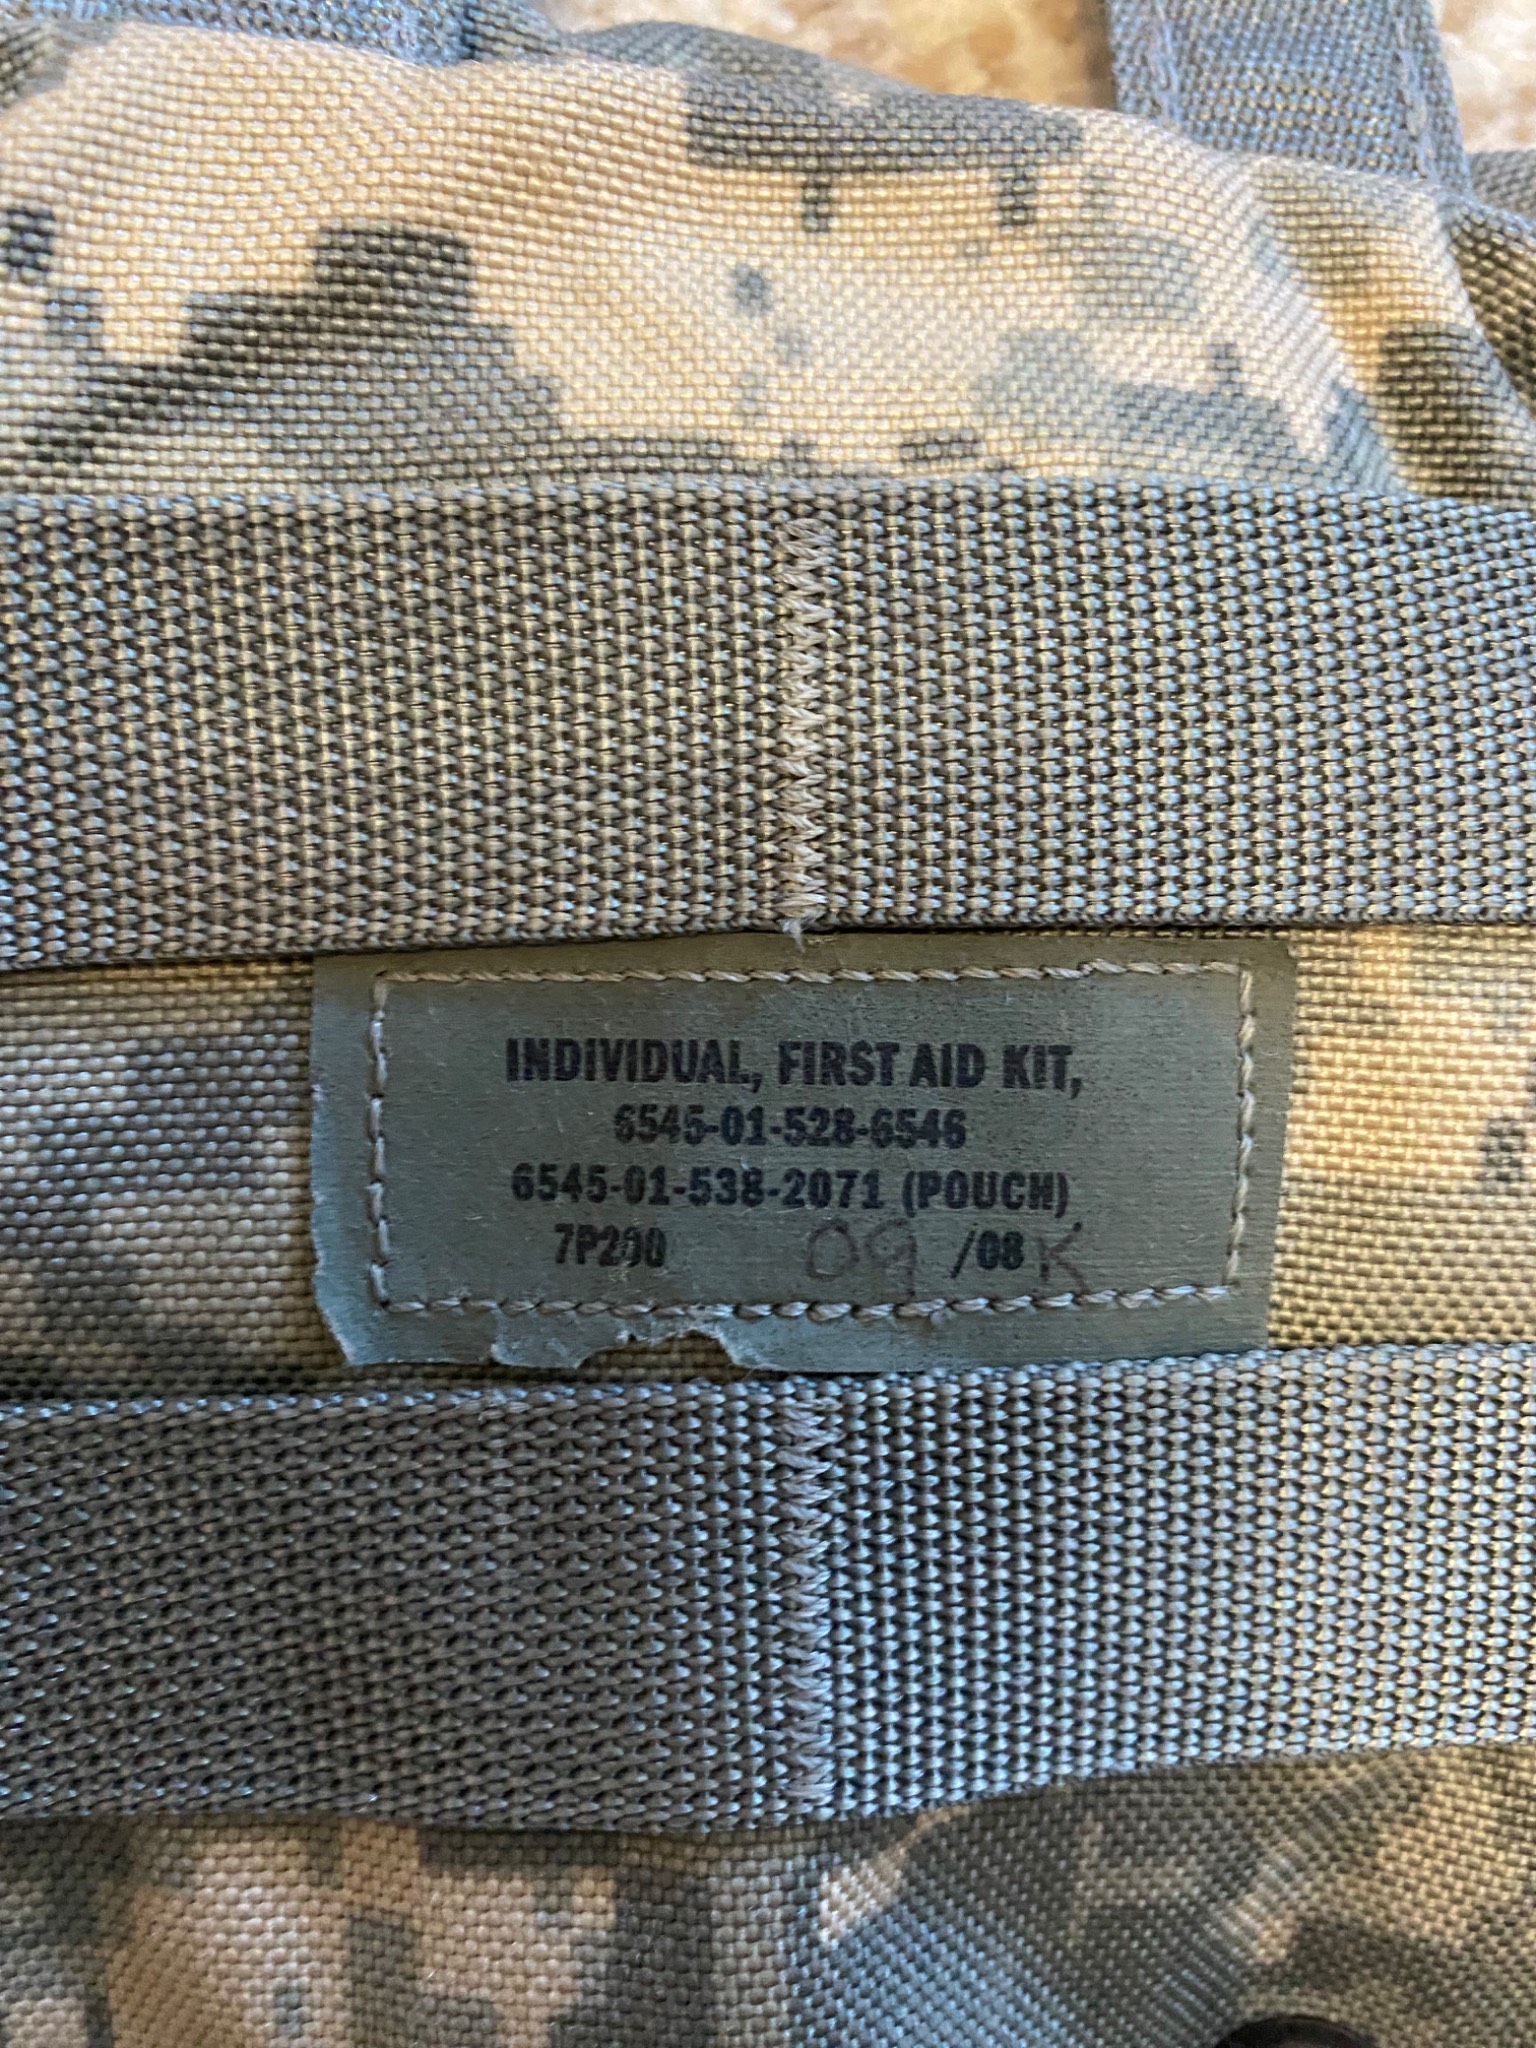 INDIVIDUAL, FIRST AID KIT,
6545-01-528-6546
6545-01-538-2071 (POUCH)
7P200 09 /08 K